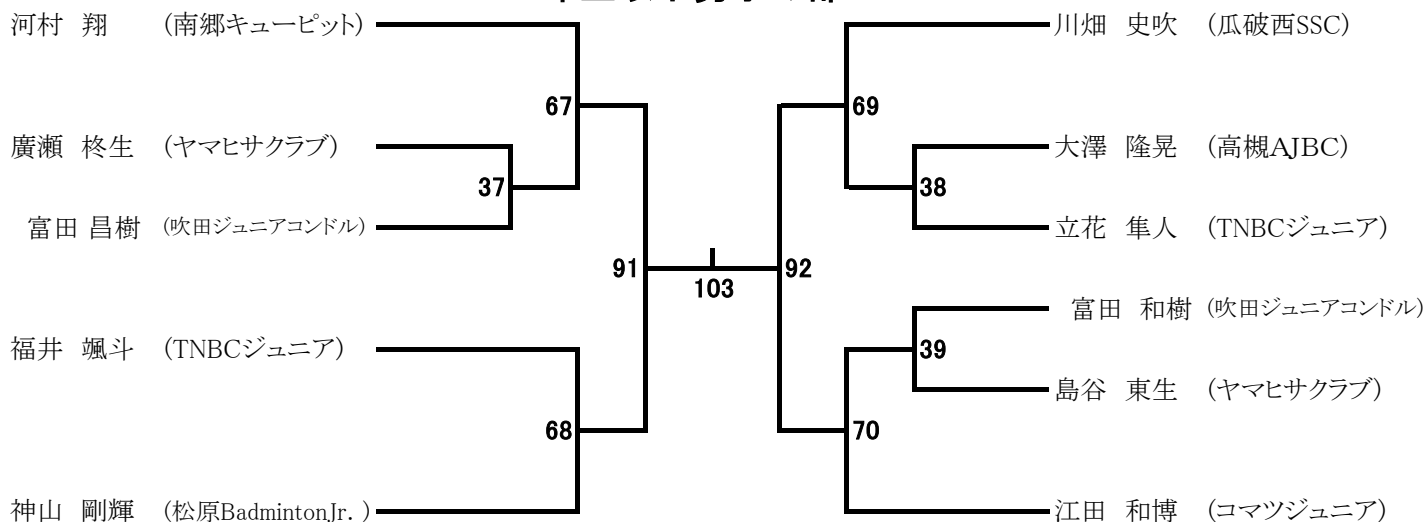 河村 翔 (南郷キューピット)
67
廣瀬 柊生 (ヤマヒサクラブ)
37
富田 昌樹 (吹田ジュニアコンドル)
91
福井 颯斗 (TNBCジュニア)
68
神山 剛輝 (松原BadmintonJr.)
103
川畑 史吹 (瓜破西SSC)
69
大澤 隆晃 (高槻AJBC)
38
立花 隼人 (TNBCジュニア)
92
富田 和樹 (吹田ジュニアコンドル)
39
島谷 東生 (ヤマヒサクラブ)
70
江田 和博 (コマツジュニア)